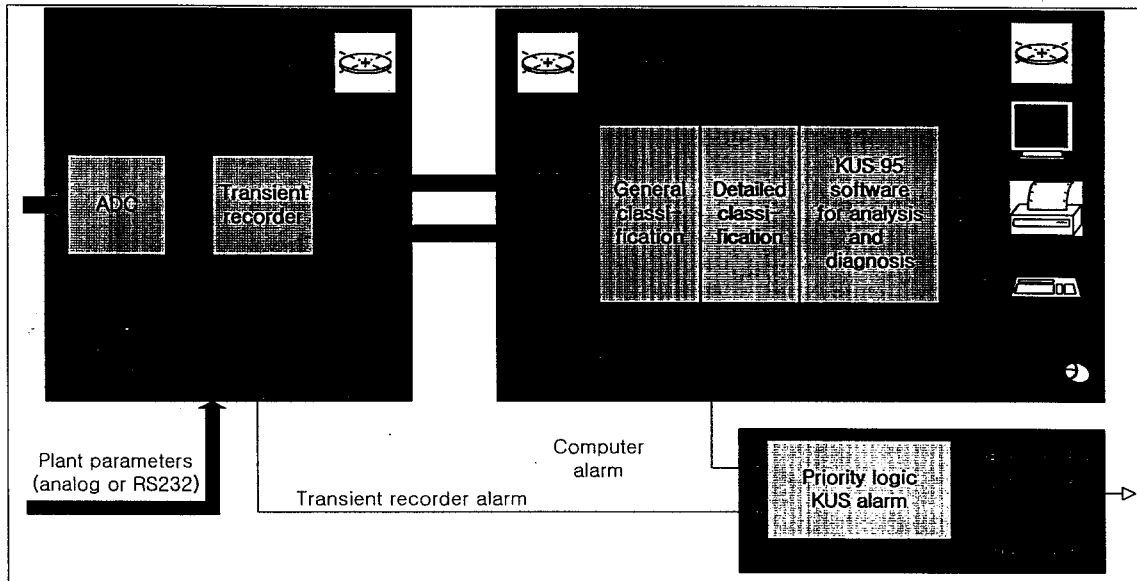 ADC
Transient
recorder
General
classi-
fication
Detailed
classi-
fication
KUS 95
software
for analysis
and
diagnosis
Plant parameters
(analog or RS232)
Transient recorder alarm
Computer
alarm
Priority logic
KUS alarm